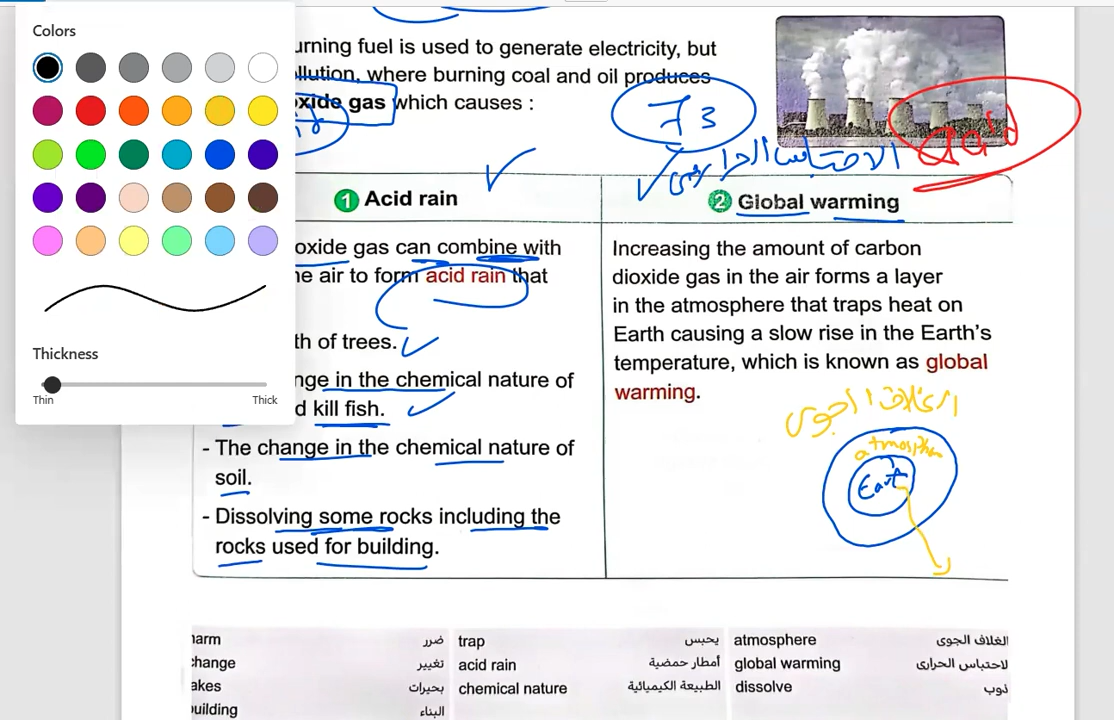 Colors
Thickness
Thin
Thick
urning fuel is used to generate electricity, but
llution, where burning coal and oil produces
xide gas which causes :
73
الاحتباس الحراري
acid
1 Acid rain
2 Global warming
oxide gas can combine with
he air to form acid rain that
th of trees.
nge in the chemical nature of
d kill fish.
- The change in the chemical nature of
soil.
- Dissolving some rocks including the
rocks used for building.
Increasing the amount of carbon
dioxide gas in the air forms a layer
in the atmosphere that traps heat on
Earth causing a slow rise in the Earth's
temperature, which is known as global
warming.
الغلاف الجوى
atmosphere
Earth
harm ضرر trap يحبس atmosphere الغلاف الجوى
change تغيير acid rain أمطار حمضية global warming لاحتباس الحرارى
akes بحيرات chemical nature الطبيعة الكيميائية dissolve ذوب
uilding البناء